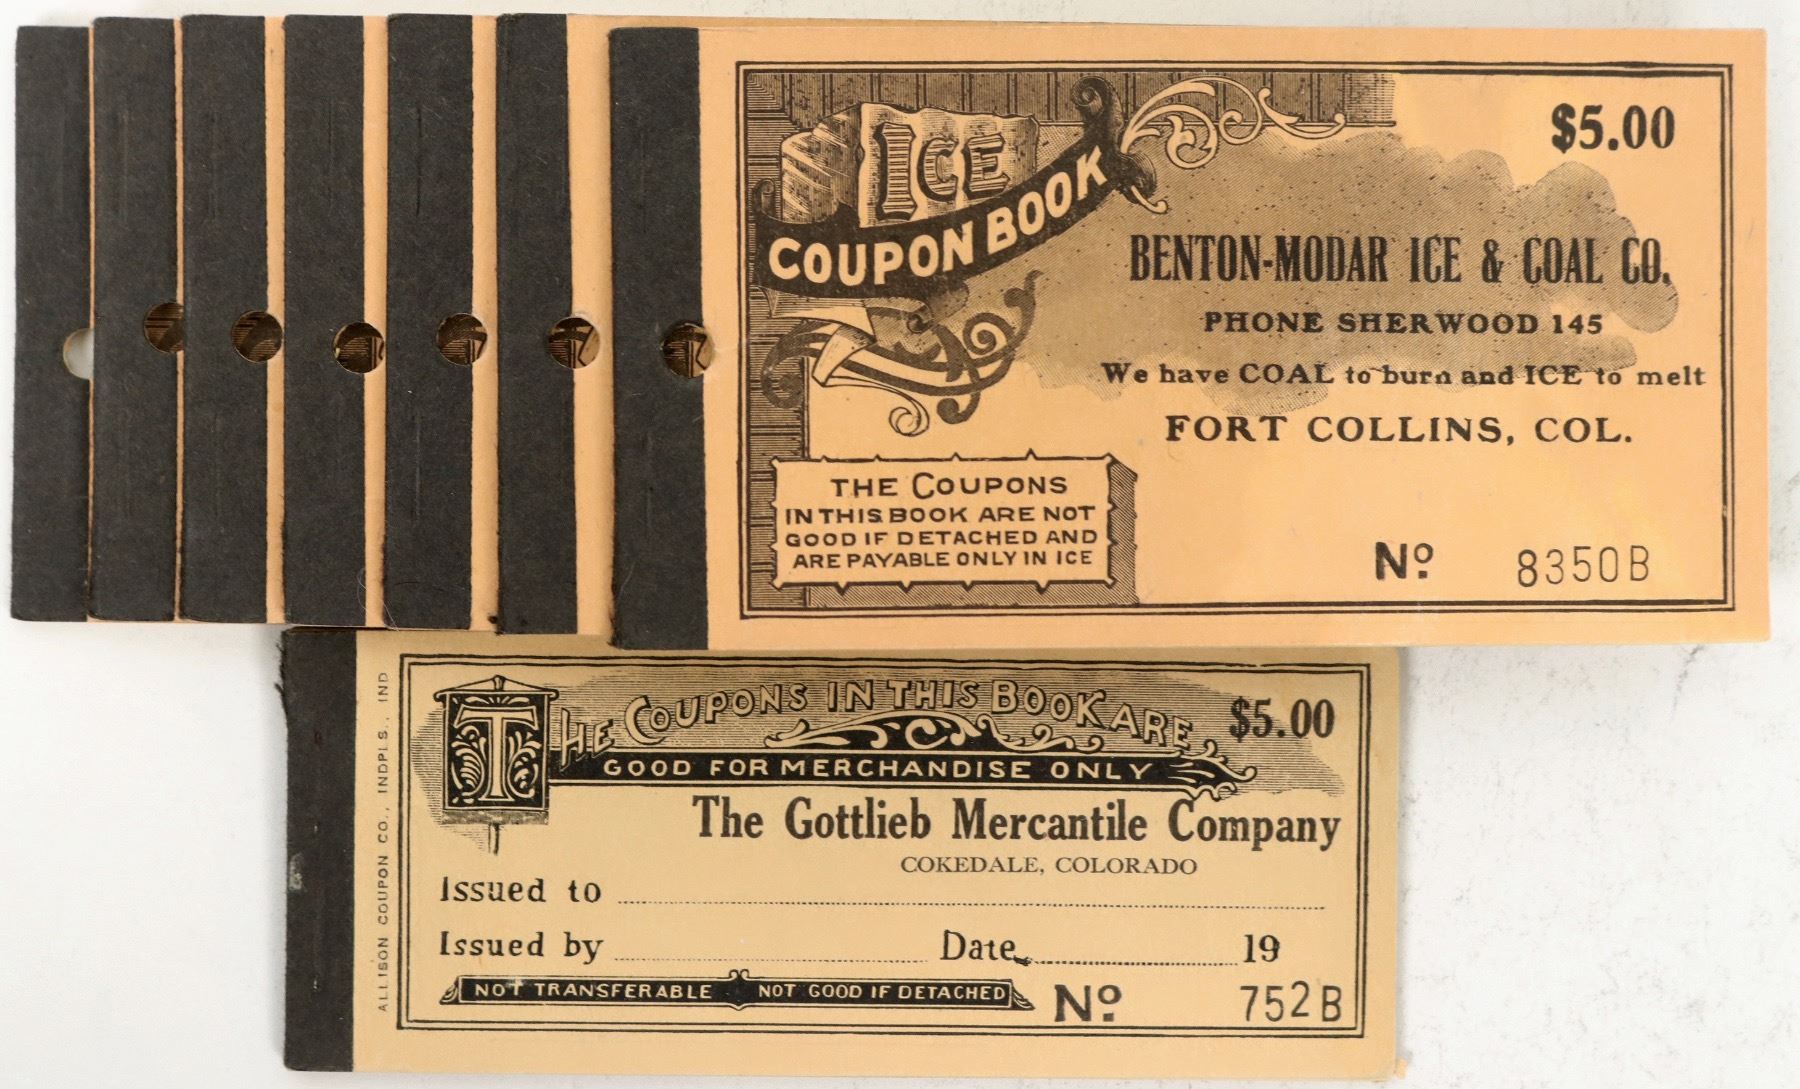 $5.00
ICE
COUPON BOOK
BENTON-MODAR ICE & COAL CO.
PHONE SHERWOOD 145
We have COAL to burn and ICE to melt
FORT COLLINS, COL.
THE COUPONS
IN THIS BOOK ARE NOT
GOOD IF DETACHED AND
ARE PAYABLE ONLY IN ICE
Nº 8350B
ALLISON COUPON CO., INDPLS., IND
THE COUPONS IN THIS BOOK ARE
$5.00
GOOD FOR MERCHANDISE ONLY
The Gottlieb Mercantile Company
COKEDALE, COLORADO
Issued to
Issued by Date 19
NOT TRANSFERABLE NOT GOOD IF DETACHED
Nº 752B